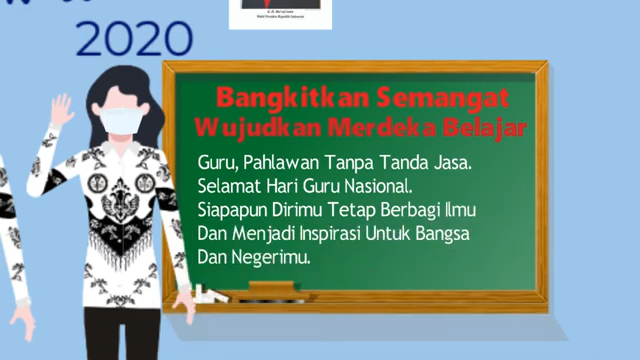 2020
Bangkitkan Semangat
Wujudkan Merdeka Belajar
Guru, Pahlawan Tanpa Tanda Jasa.
Selamat Hari Guru Nasional.
Siapapun Dirimu Tetap Berbagi Ilmu
Dan Menjadi Inspirasi Untuk Bangsa
Dan Negerimu.